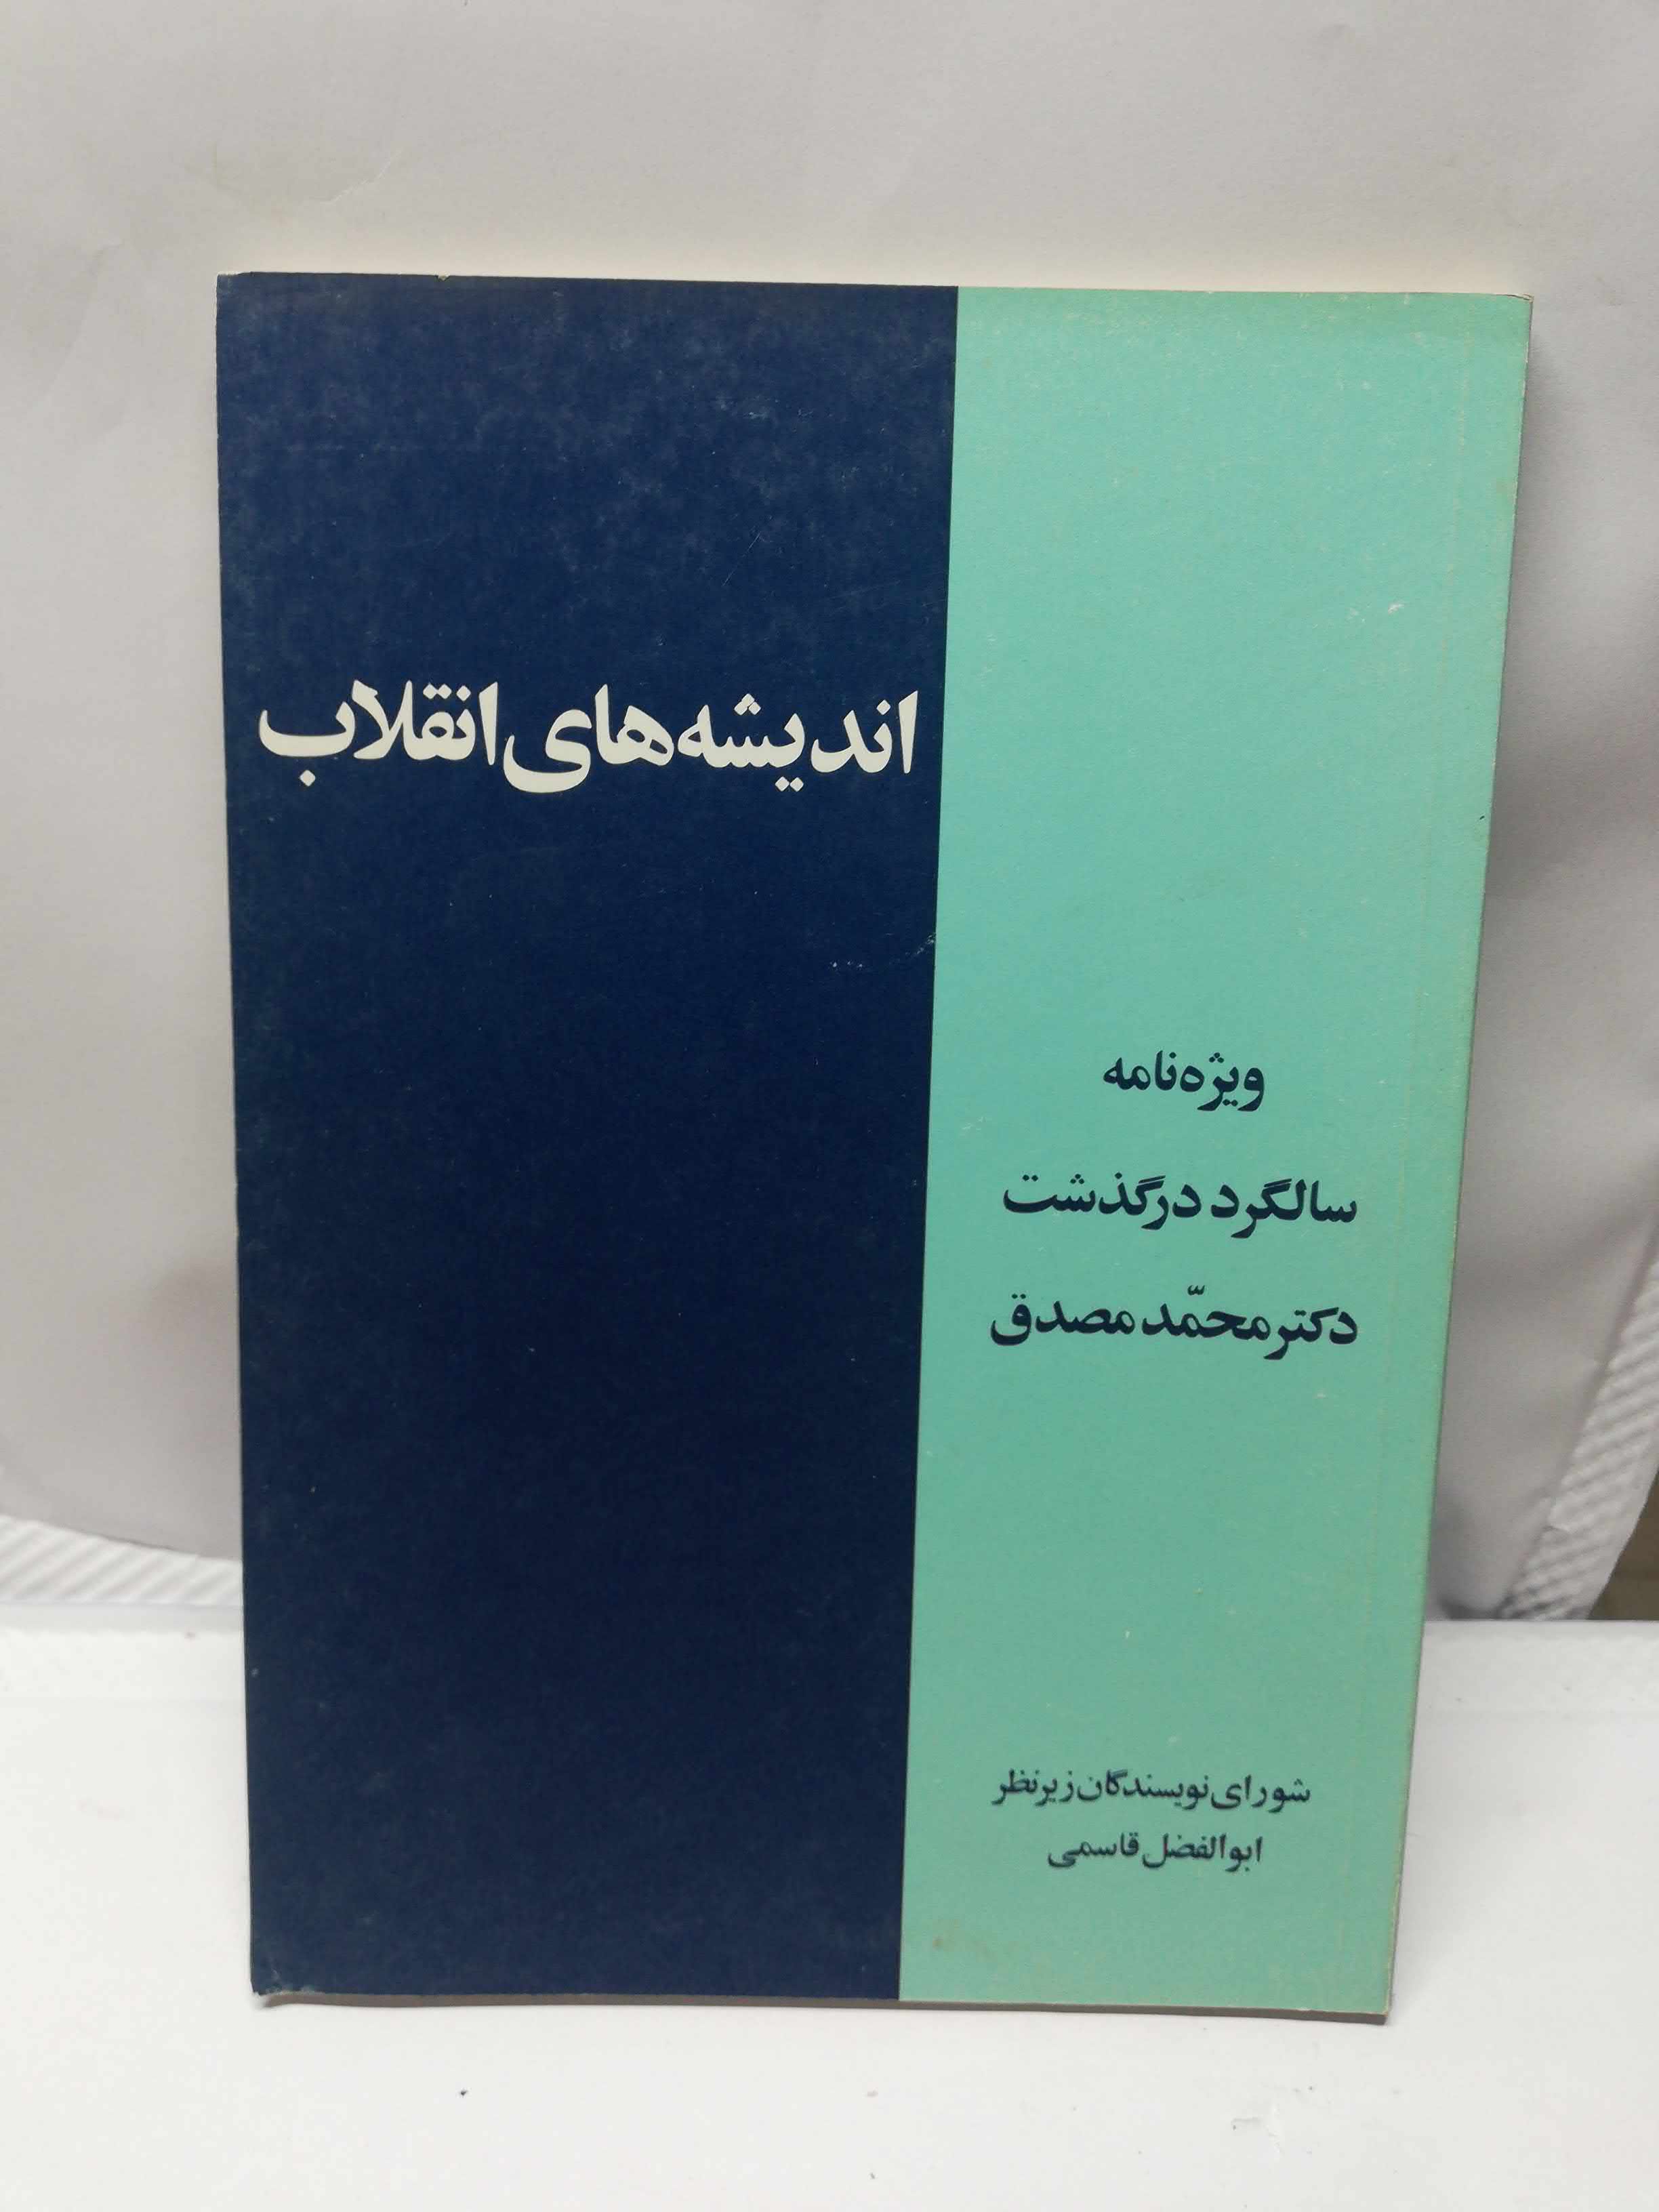 اندیشه‌های انقلاب
ویژه‌نامه
سالگرد درگذشت
دکتر محمّد مصدق
شورای نویسندگان زیر نظر
ابوالفضل قاسمی